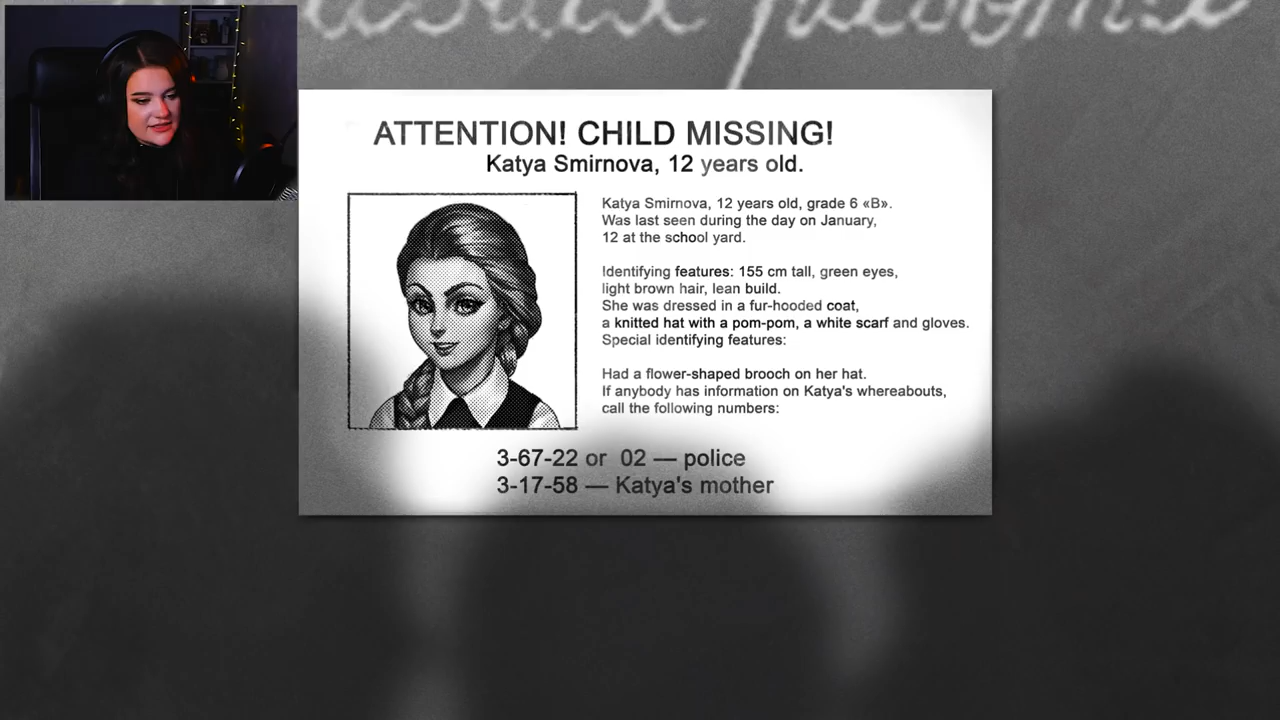 ATTENTION! CHILD MISSING!
Katya Smirnova, 12 years old.
Katya Smirnova, 12 years old, grade 6 «B».
Was last seen during the day on January,
12 at the school yard.
Identifying features: 155 cm tall, green eyes,
light brown hair, lean build.
She was dressed in a fur-hooded coat,
a knitted hat with a pom-pom, a white scarf and gloves.
Special identifying features:
Had a flower-shaped brooch on her hat.
If anybody has information on Katya's whereabouts,
call the following numbers:
3-67-22 or 02 — police
3-17-58 — Katya's mother